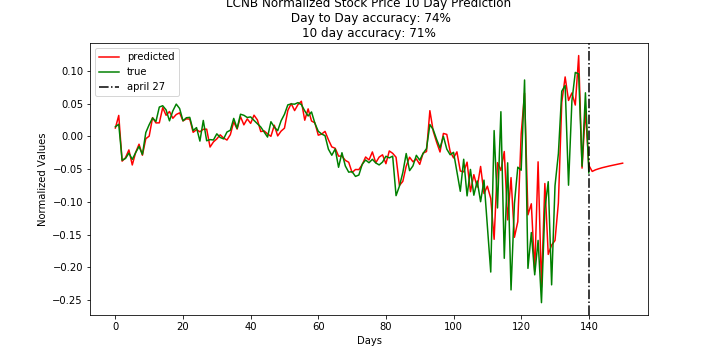 LCNB Normalized Stock Price 10 Day Prediction
Day to Day accuracy: 74%
10 day accuracy: 71%
predicted
true
april 27
Normalized Values
0.10
0.05
0.00
−0.05
−0.10
−0.15
−0.20
−0.25
0 20 40 60 80 100 120 140
Days